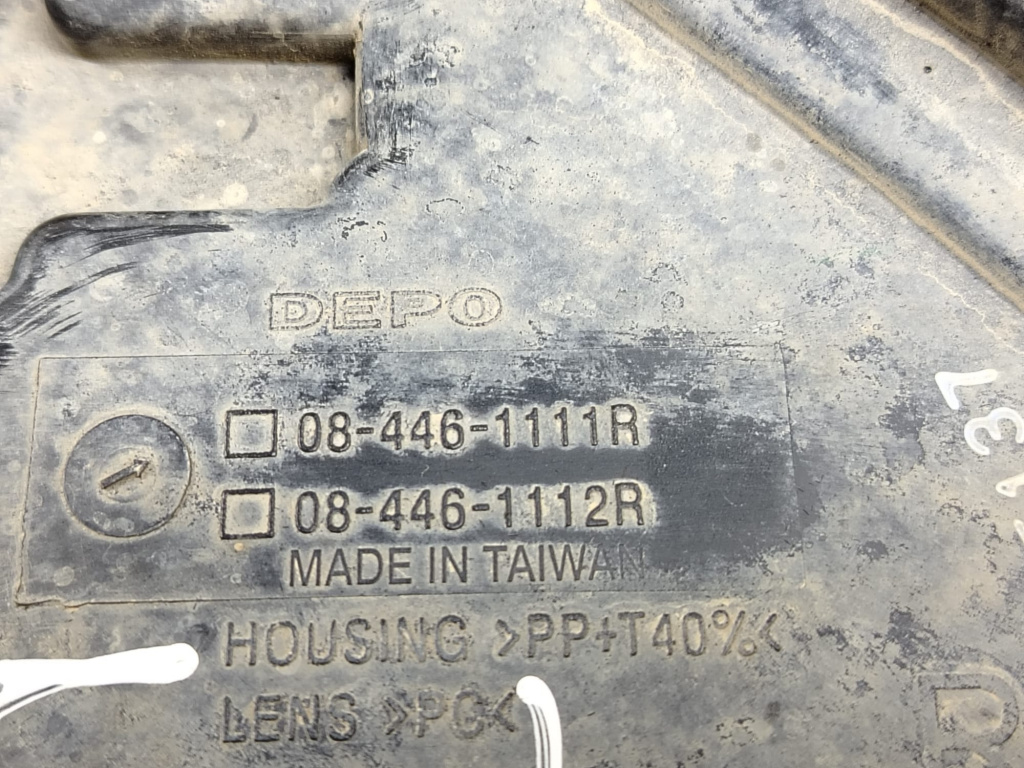 DEPO
08-446-1111R
08-446-1112R
MADE IN TAIWAN
HOUSING >PP+T40%<
LENS >PC<